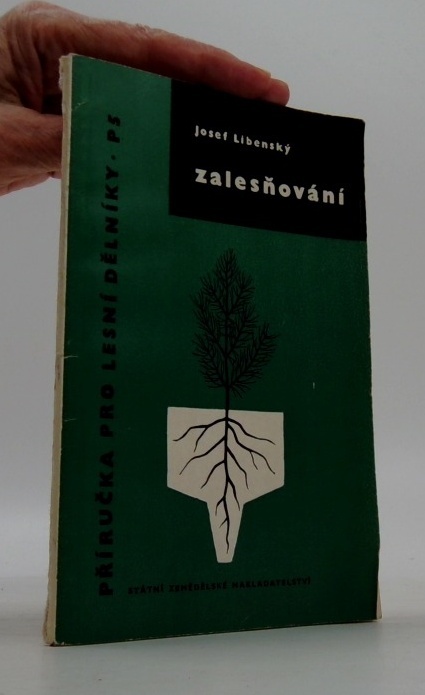 Josef Libenský
zalesňování
PŘÍRUČKA PRO LESNÍ DĚLNÍKY · PS
STÁTNÍ ZEMĚDĚLSKÉ NAKLADATELSTVÍ